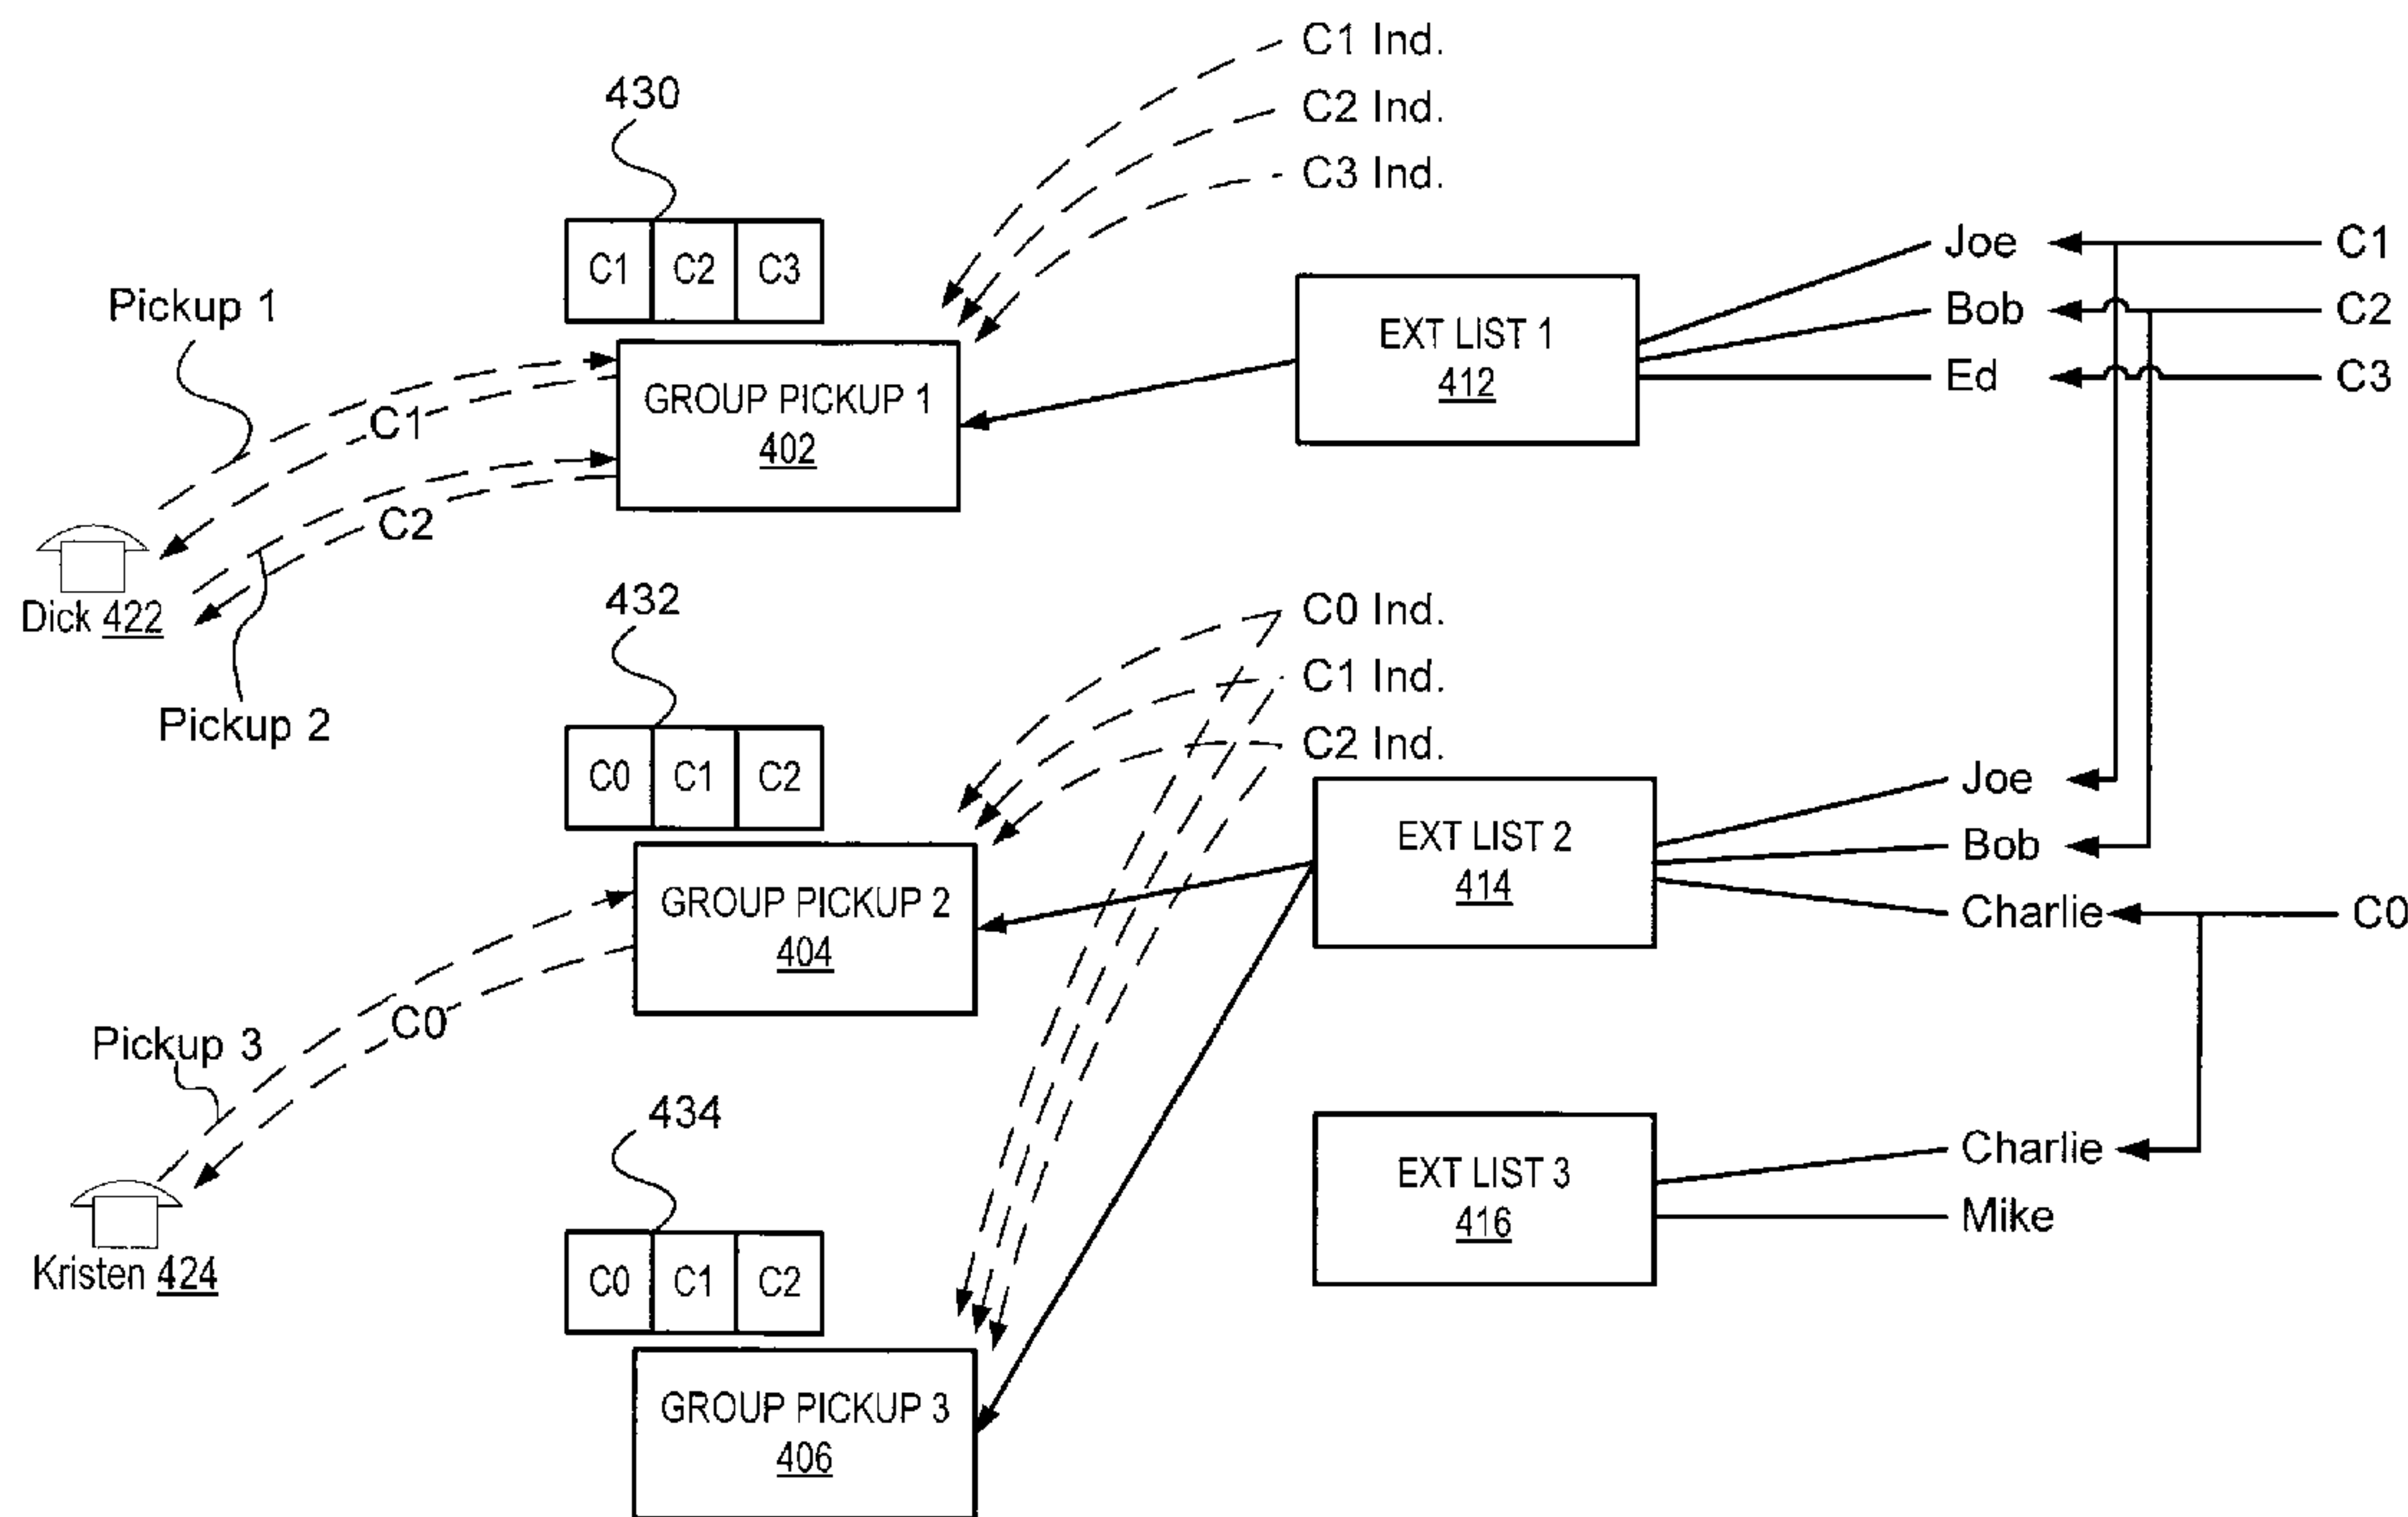 C1 Ind.
C2 Ind.
C3 Ind.
430
C1 C2 C3
Pickup 1
GROUP PICKUP 1
402
C1
C2
EXT LIST 1
412
Joe
Bob
Ed
C1
C2
C3
Dick 422
Pickup 2
432
C0 Ind.
C1 Ind.
C2 Ind.
C0 C1 C2
GROUP PICKUP 2
404
EXT LIST 2
414
Joe
Bob
Charlie
C0
C0
Pickup 3
Kristen 424
434
C0 C1 C2
GROUP PICKUP 3
406
EXT LIST 3
416
Charlie
Mike